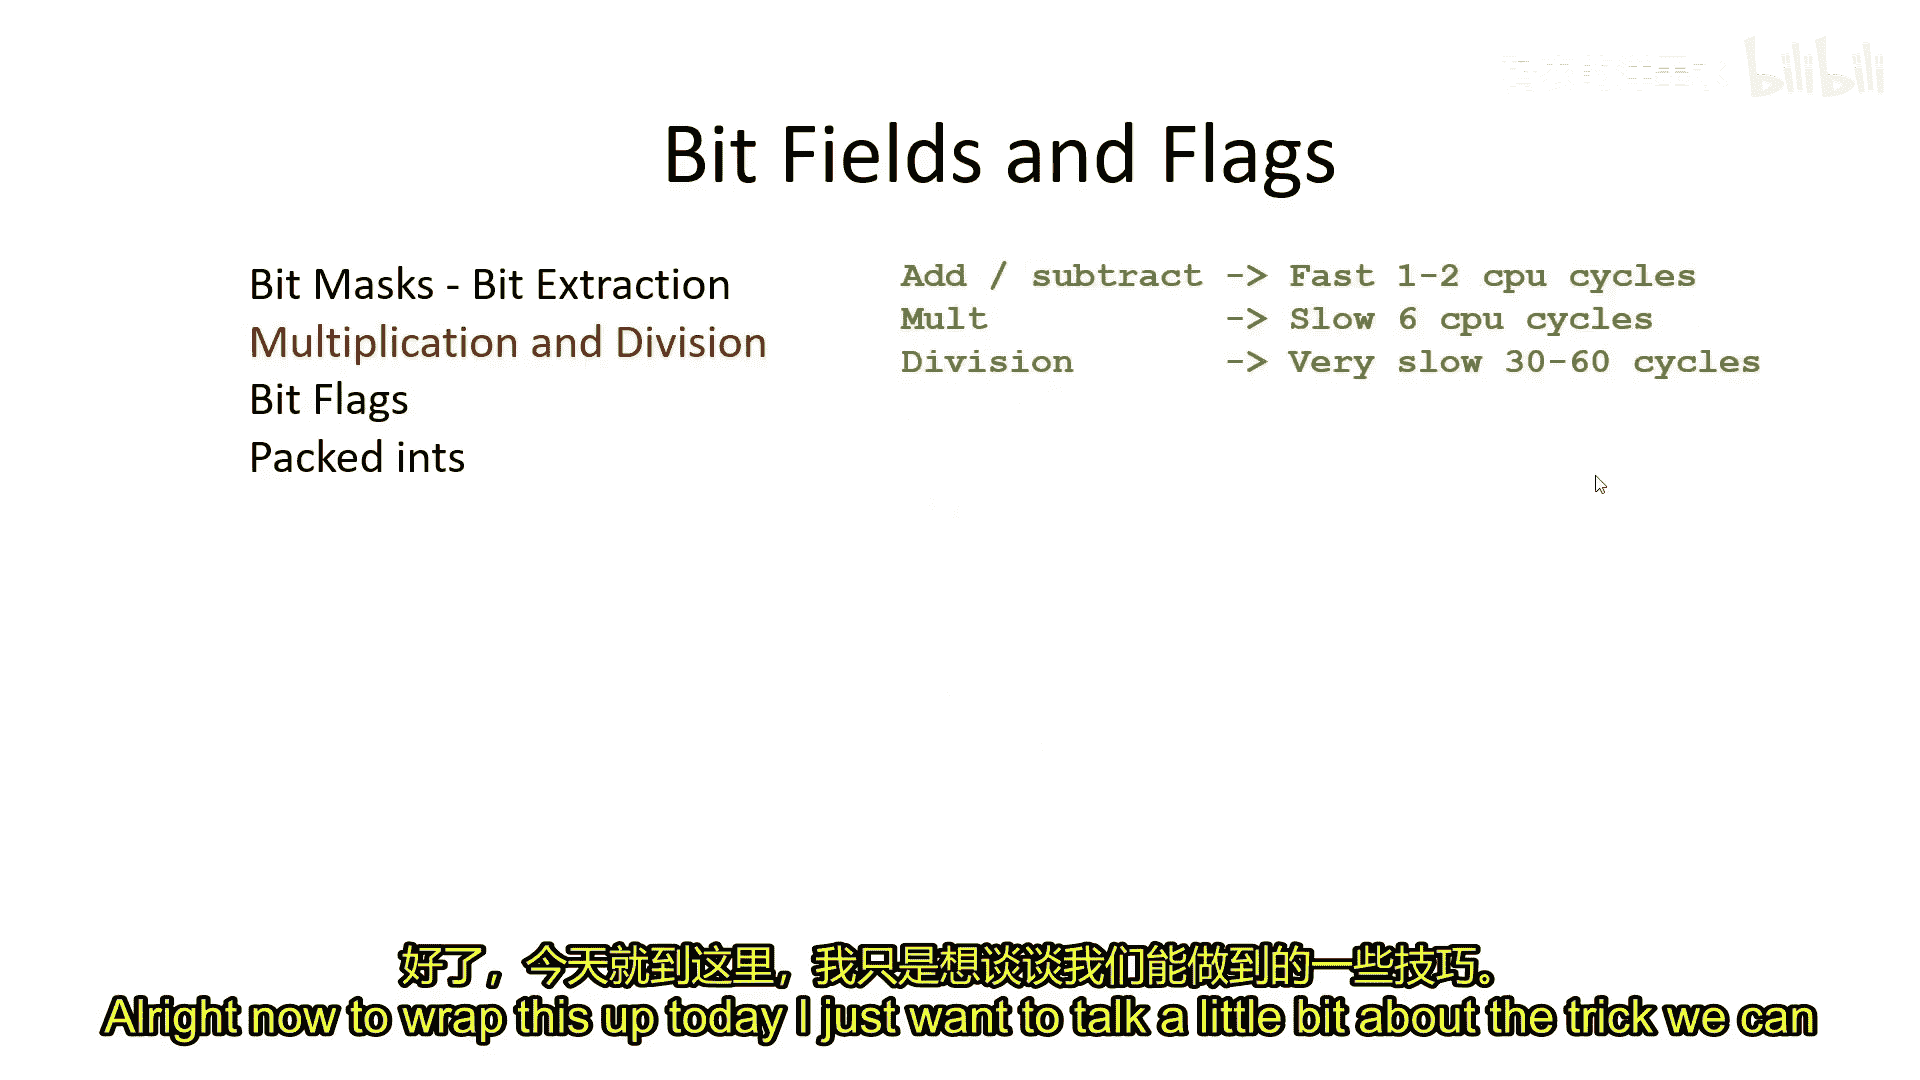 bilibili
Bit Fields and Flags
Bit Masks - Bit Extraction
Multiplication and Division
Bit Flags
Packed ints
Add / subtract -> Fast 1-2 cpu cycles
Mult -> Slow 6 cpu cycles
Division -> Very slow 30-60 cycles
好了，今天就到这里，我只是想谈谈我们能做到的一些技巧。
Alright now to wrap this up today I just want to talk a little bit about the trick we can